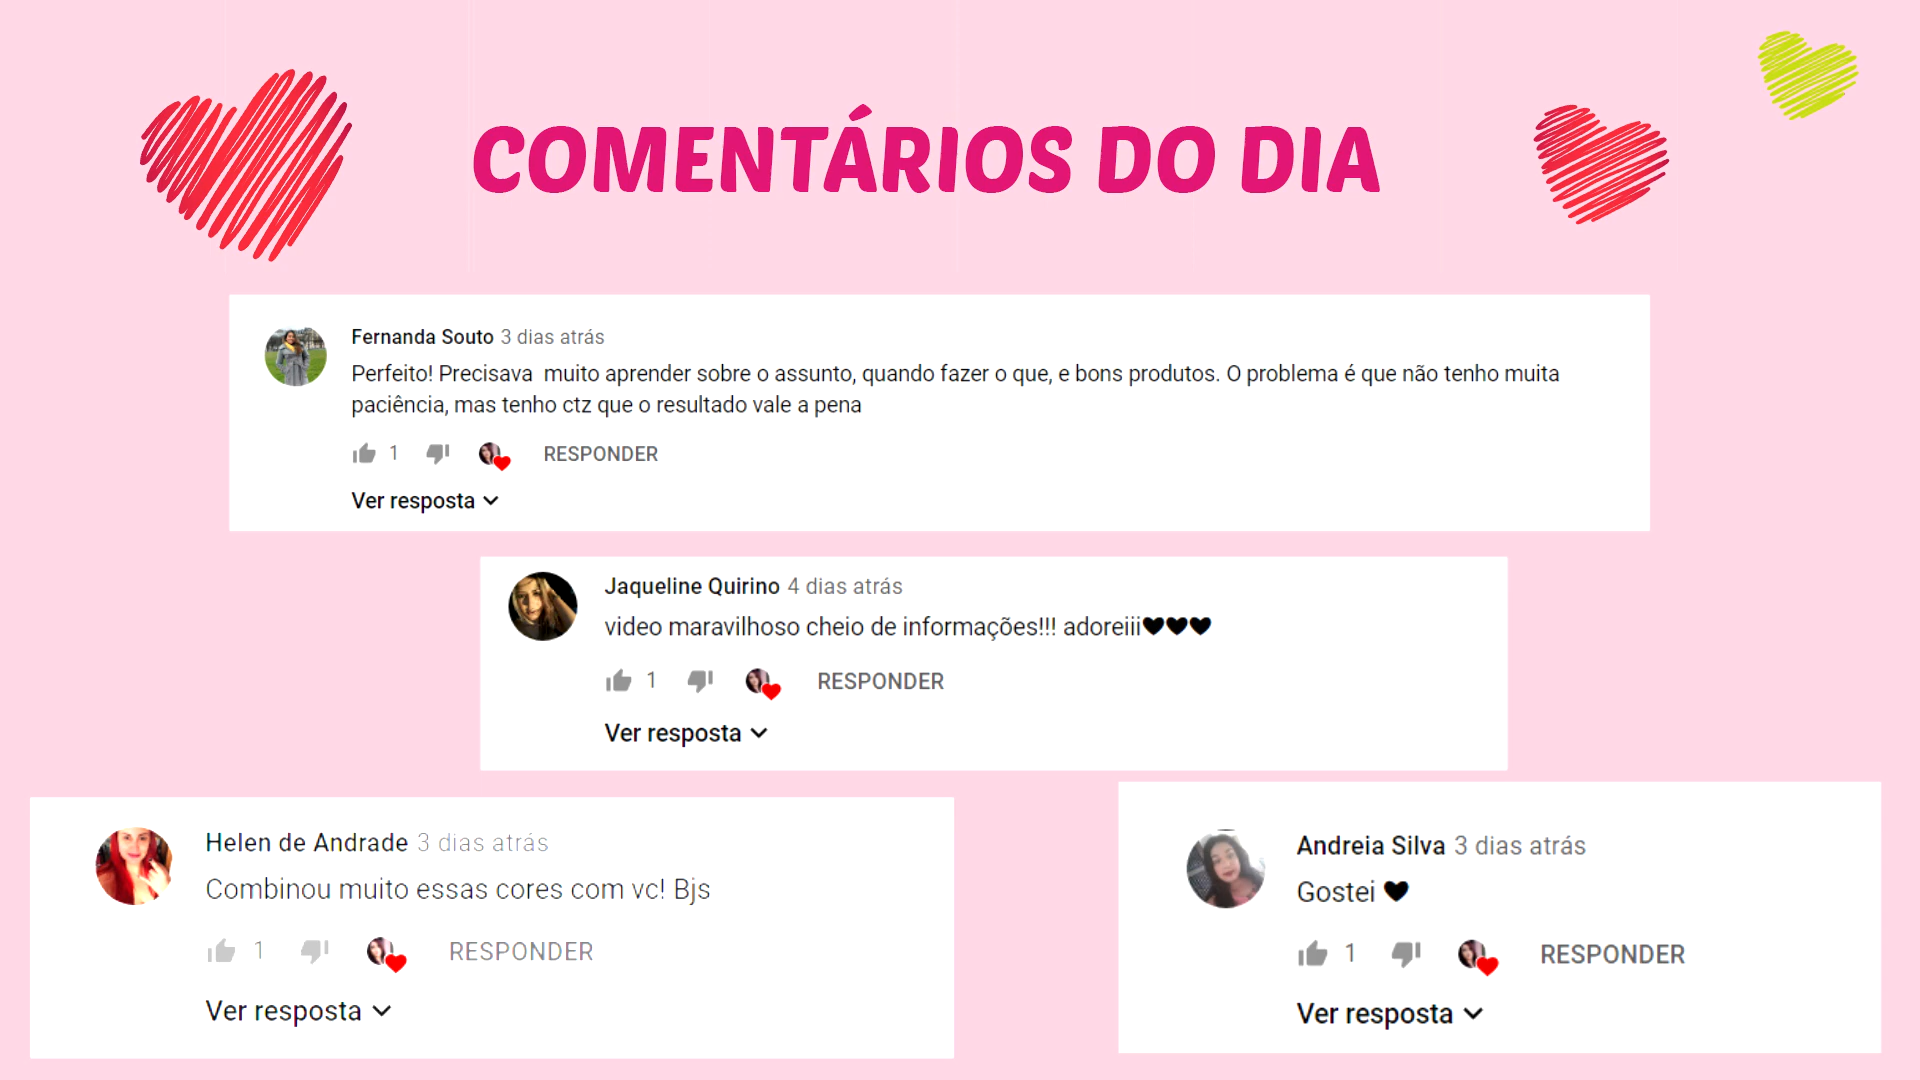 COMENTÁRIOS DO DIA
Fernanda Souto 3 dias atrás
Perfeito! Precisava  muito aprender sobre o assunto, quando fazer o que, e bons produtos. O problema é que não tenho muita
paciência, mas tenho ctz que o resultado vale a pena
1 RESPONDER
Ver resposta
Jaqueline Quirino 4 dias atrás
video maravilhoso cheio de informações!!! adoreiii🖤🖤🖤
1 RESPONDER
Ver resposta
Helen de Andrade 3 dias atrás
Combinou muito essas cores com vc! Bjs
1 RESPONDER
Ver resposta
Andreia Silva 3 dias atrás
Gostei 🖤
1 RESPONDER
Ver resposta